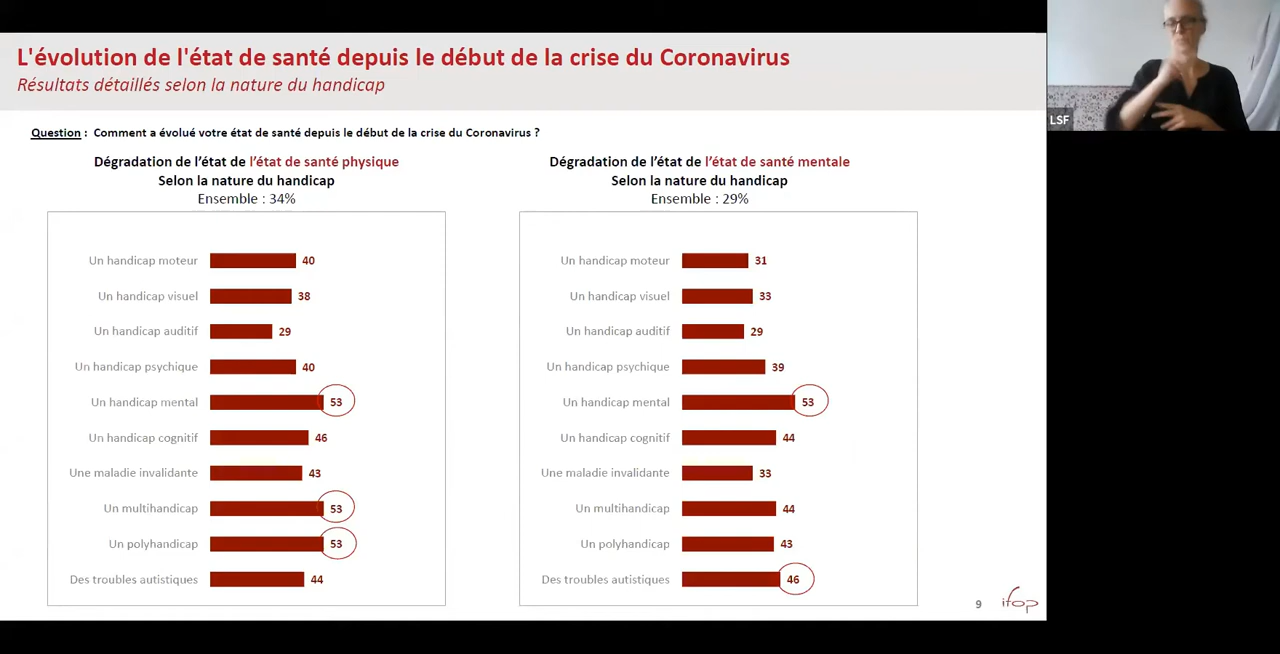 L'évolution de l'état de santé depuis le début de la crise du Coronavirus
Résultats détaillés selon la nature du handicap
LSF
Question : Comment a évolué votre état de santé depuis le début de la crise du Coronavirus ?
Dégradation de l'état de l'état de santé physique
Selon la nature du handicap
Ensemble : 34%
Un handicap moteur 40
Un handicap visuel 38
Un handicap auditif 29
Un handicap psychique 40
Un handicap mental 53
Un handicap cognitif 46
Une maladie invalidante 43
Un multihandicap 53
Un polyhandicap 53
Des troubles autistiques 44
Dégradation de l'état de l'état de santé mentale
Selon la nature du handicap
Ensemble : 29%
Un handicap moteur 31
Un handicap visuel 33
Un handicap auditif 29
Un handicap psychique 39
Un handicap mental 53
Un handicap cognitif 44
Une maladie invalidante 33
Un multihandicap 44
Un polyhandicap 43
Des troubles autistiques 46
9
ifop